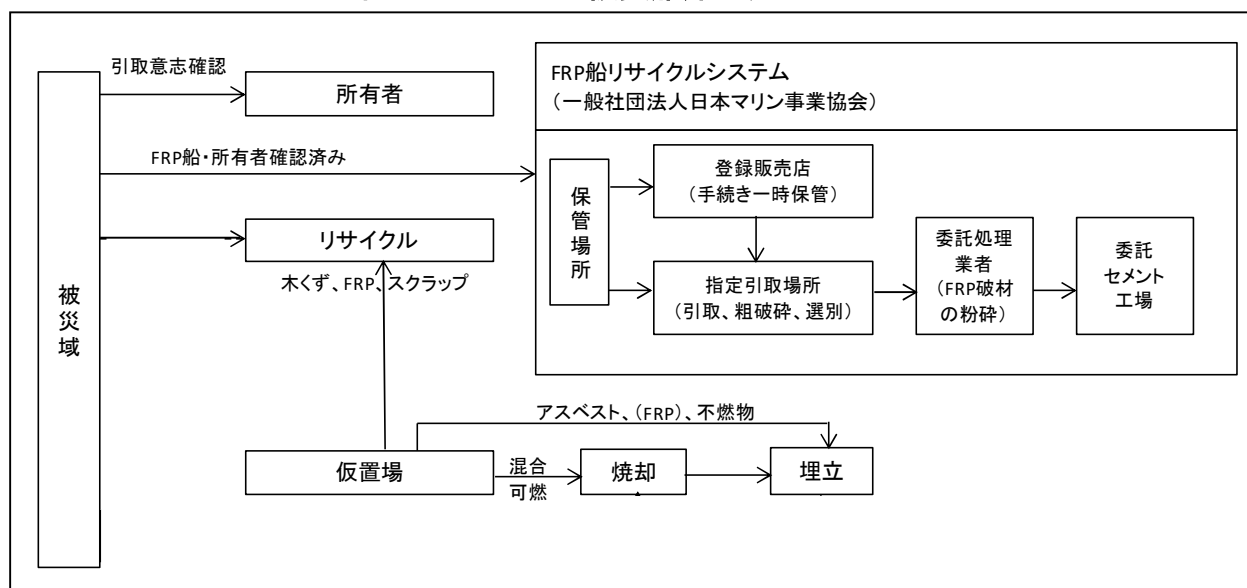 引取意志確認
所有者
FRP船・所有者確認済み
リサイクル
木くず、FRP、スクラップ
被災域
FRP船リサイクルシステム
（一般社団法人日本マリン事業協会）
保管場所
登録販売店
（手続き一時保管）
指定引取場所
（引取、粗破砕、選別）
委託処理
業者
（FRP破材
の粉砕）
委託
セメント
工場
アスベスト、（FRP）、不燃物
仮置場
混合
可燃
焼却
埋立